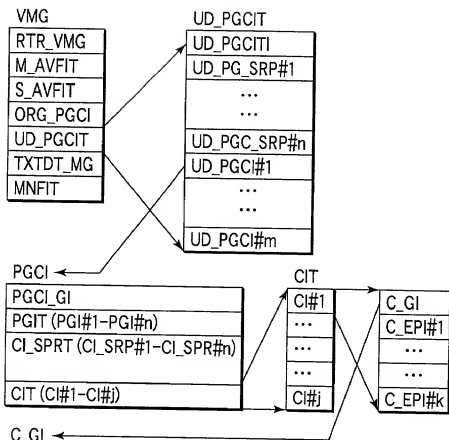 VMG
RTR_VMG
M_AVFIT
S_AVFIT
ORG_PGCI
UD_PGCIT
TXTDT_MG
MNFIT
UD_PGCIT
UD_PGCITI
UD_PG_SRP#1
...
...
UD_PGC_SRP#n
UD_PGCI#1
...
...
UD_PGCI#m
PGCI
PGCI_GI
PGIT (PGI#1-PGI#n)
CI_SPRT (CI_SRP#1-CI_SPR#n)
CIT (CI#1-CI#j)
CIT
CI#1
...
...
...
CI#j
C_GI
C_EPI#1
...
...
C_EPI#k
C_GI